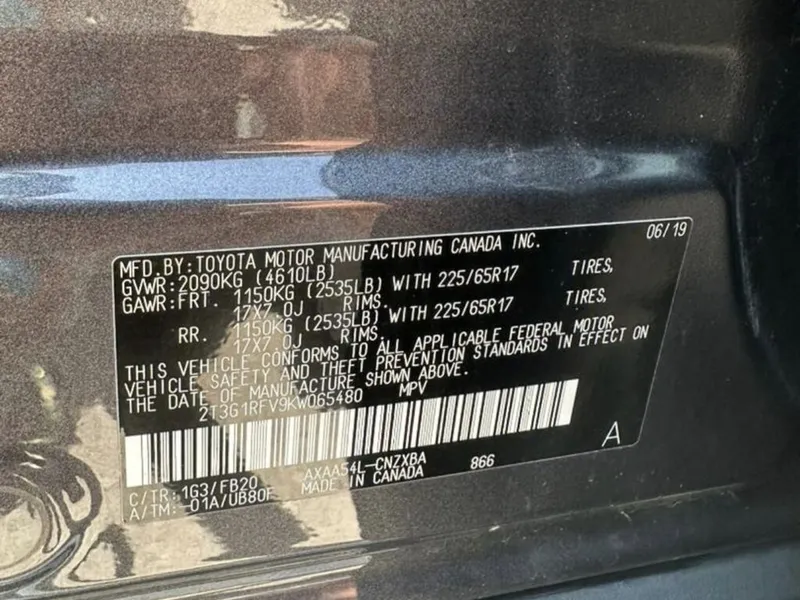 MFD.BY:TOYOTA MOTOR MANUFACTURING CANADA INC. 06/19
GVWR:2090KG (4610LB)
GAWR:FRT. 1150KG (2535LB) WITH 225/65R17 TIRES,
17X7.0J RIMS.
RR. 1150KG (2535LB) WITH 225/65R17 TIRES,
17X7.0J RIMS.
THIS VEHICLE CONFORMS TO ALL APPLICABLE FEDERAL MOTOR
VEHICLE SAFETY AND THEFT PREVENTION STANDARDS IN EFFECT ON
THE DATE OF MANUFACTURE SHOWN ABOVE.
2T3G1RFV9KW065480 MPV
A
C/TR:1G3/FB20 AXAA54L-CNZXBA 866
A/TM:-01A/UB80F MADE IN CANADA